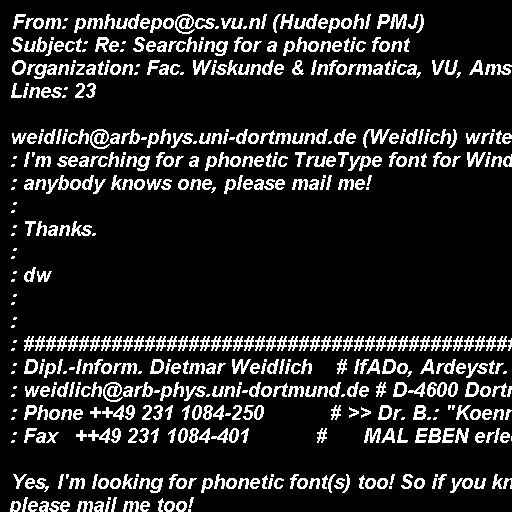 From: pmhudepo@cs.vu.nl (Hudepohl PMJ)
Subject: Re: Searching for a phonetic font
Organization: Fac. Wiskunde & Informatica, VU, Ams
Lines: 23
weidlich@arb-phys.uni-dortmund.de (Weidlich) write
: I'm searching for a phonetic TrueType font for Wind
: anybody knows one, please mail me!
:
: Thanks.
:
: dw
:
:
: ############################################
: Dipl.-Inform. Dietmar Weidlich    # IfADo, Ardeystr.
: weidlich@arb-phys.uni-dortmund.de # D-4600 Dortm
: Phone ++49 231 1084-250           # >> Dr. B.: "Koenn
: Fax   ++49 231 1084-401           #      MAL EBEN erled
Yes, I'm looking for phonetic font(s) too! So if you kn
please mail me too!